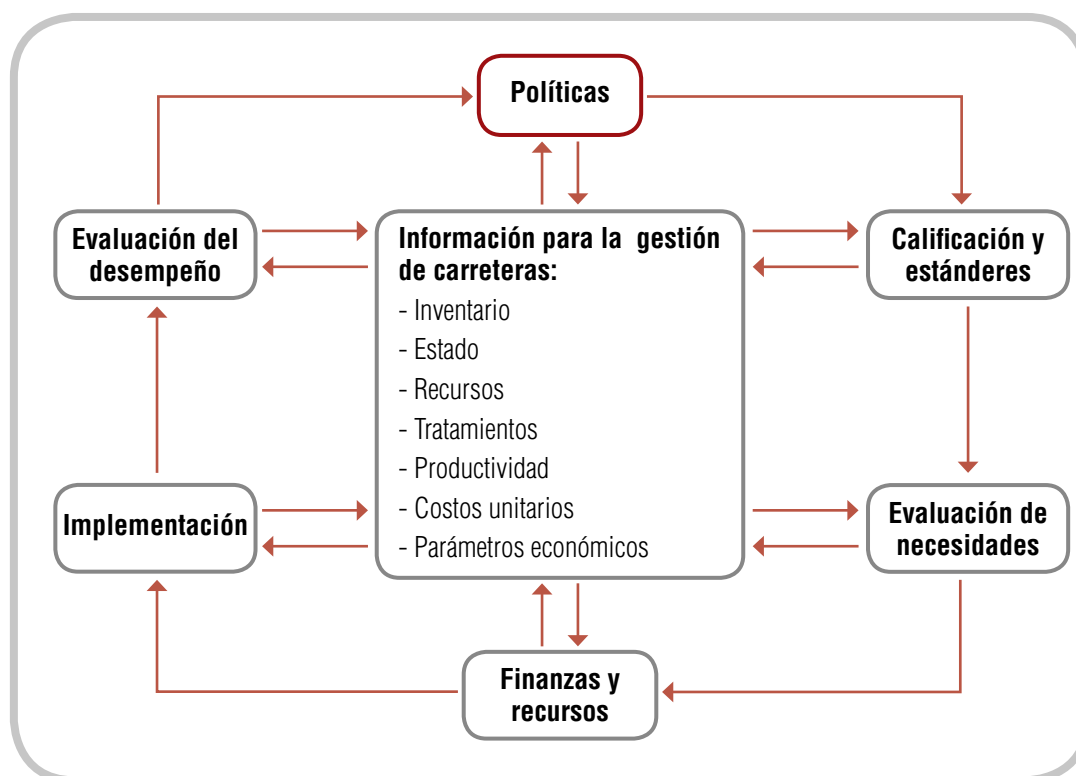 Políticas
Evaluación del
desempeño
Información para la gestión
de carreteras:
- Inventario
- Estado
- Recursos
- Tratamientos
- Productividad
- Costos unitarios
- Parámetros económicos
Calificación y
estánderes
Implementación
Evaluación de
necesidades
Finanzas y
recursos